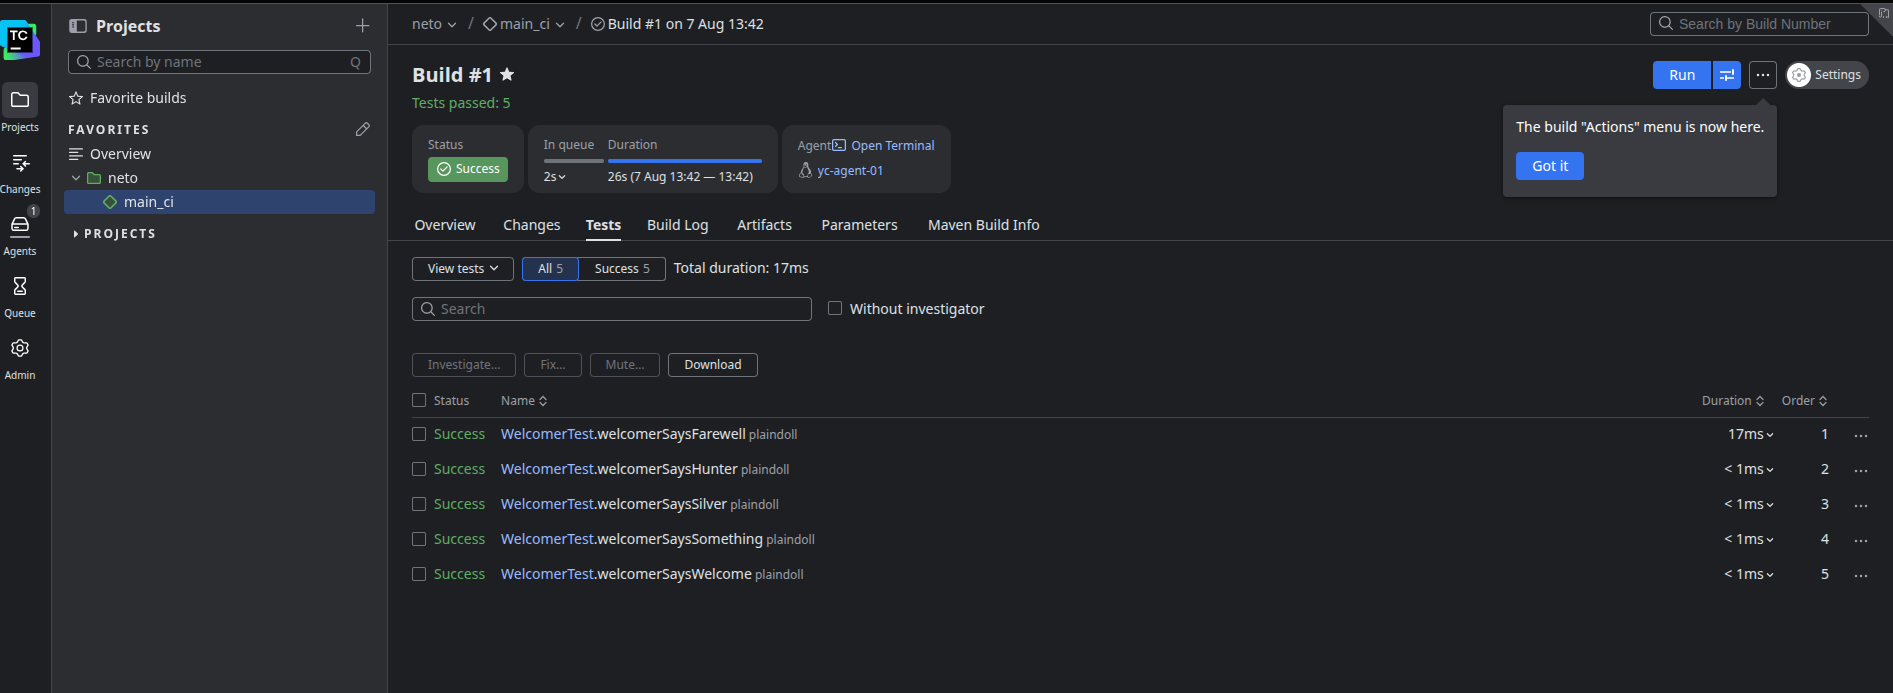 TC
Projects
Changes
1
Agents
Queue
Admin
Projects
Search by name
Q
Favorite builds
FAVORITES
Overview
neto
main_ci
PROJECTS
neto / main_ci / Build #1 on 7 Aug 13:42
Search by Build Number
Build #1
Run
...
Settings
Tests passed: 5
The build "Actions" menu is now here.
Got it
Status
Success
In queue Duration
2s 26s (7 Aug 13:42 — 13:42)
Agent Open Terminal
yc-agent-01
Overview Changes Tests Build Log Artifacts Parameters Maven Build Info
View tests All 5 Success 5 Total duration: 17ms
Search Without investigator
Investigate... Fix... Mute... Download
Status Name Duration Order
Success WelcomerTest.welcomerSaysFarewell plaindoll 17ms 1 ...
Success WelcomerTest.welcomerSaysHunter plaindoll < 1ms 2 ...
Success WelcomerTest.welcomerSaysSilver plaindoll < 1ms 3 ...
Success WelcomerTest.welcomerSaysSomething plaindoll < 1ms 4 ...
Success WelcomerTest.welcomerSaysWelcome plaindoll < 1ms 5 ...